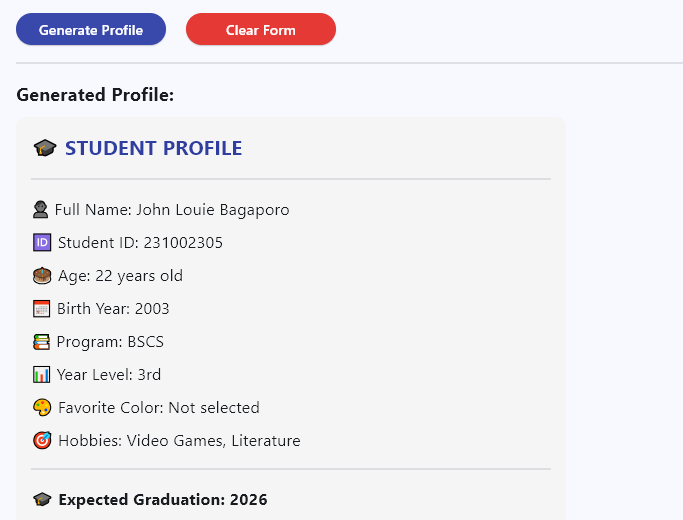 Generate Profile
Clear Form
Generated Profile:
🎓 STUDENT PROFILE
👤 Full Name: John Louie Bagaporo
🆔 Student ID: 231002305
🎂 Age: 22 years old
📅 Birth Year: 2003
📚 Program: BSCS
📊 Year Level: 3rd
🎨 Favorite Color: Not selected
🎯 Hobbies: Video Games, Literature
🎓 Expected Graduation: 2026